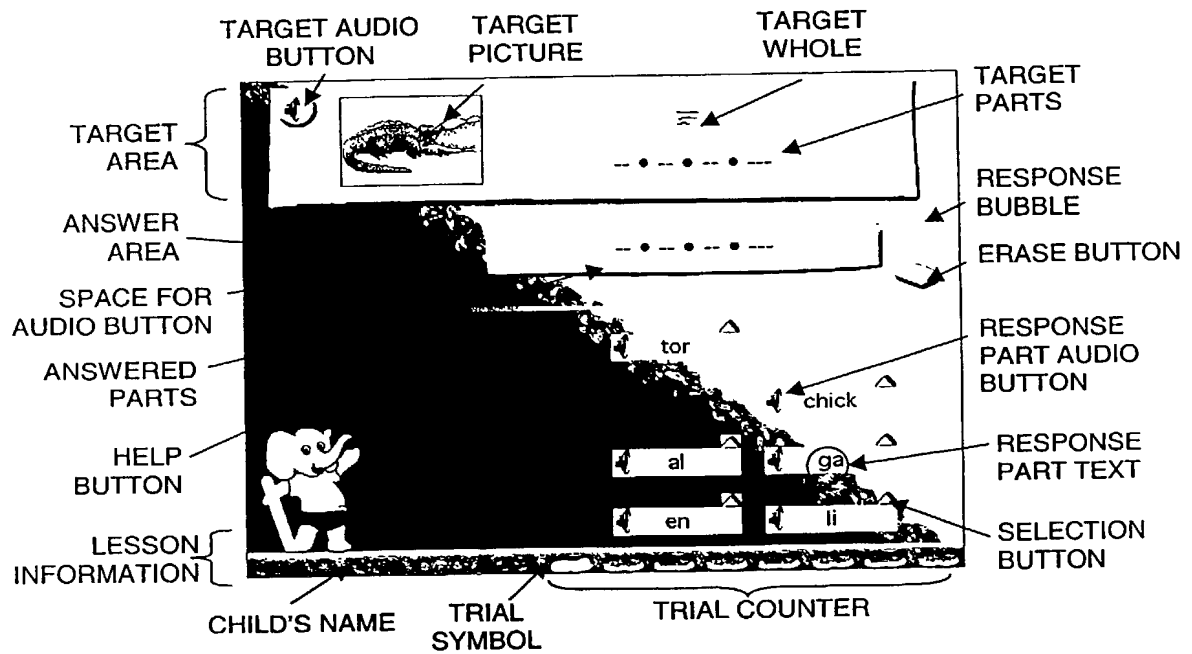 TARGET AUDIO
BUTTON
TARGET
PICTURE
TARGET
WHOLE
TARGET
PARTS
TARGET
AREA
RESPONSE
BUBBLE
ANSWER
AREA
ERASE BUTTON
SPACE FOR
AUDIO BUTTON
RESPONSE
PART AUDIO
BUTTON
tor
ANSWERED
PARTS
chick
HELP
BUTTON
al
ga
RESPONSE
PART TEXT
en
li
SELECTION
BUTTON
LESSON
INFORMATION
CHILD'S NAME
TRIAL
SYMBOL
TRIAL COUNTER